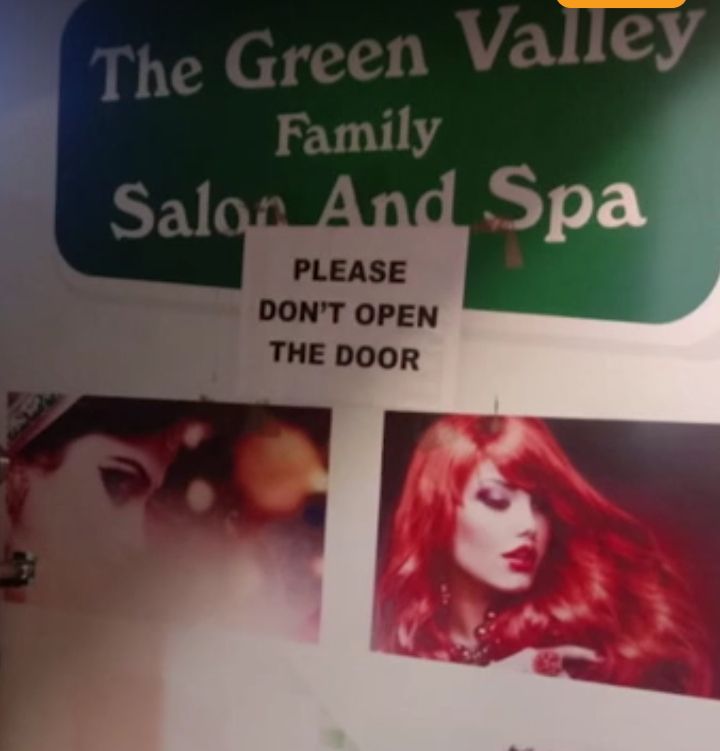 The Green Valley
Family
Salon And Spa
PLEASE
DON'T OPEN
THE DOOR